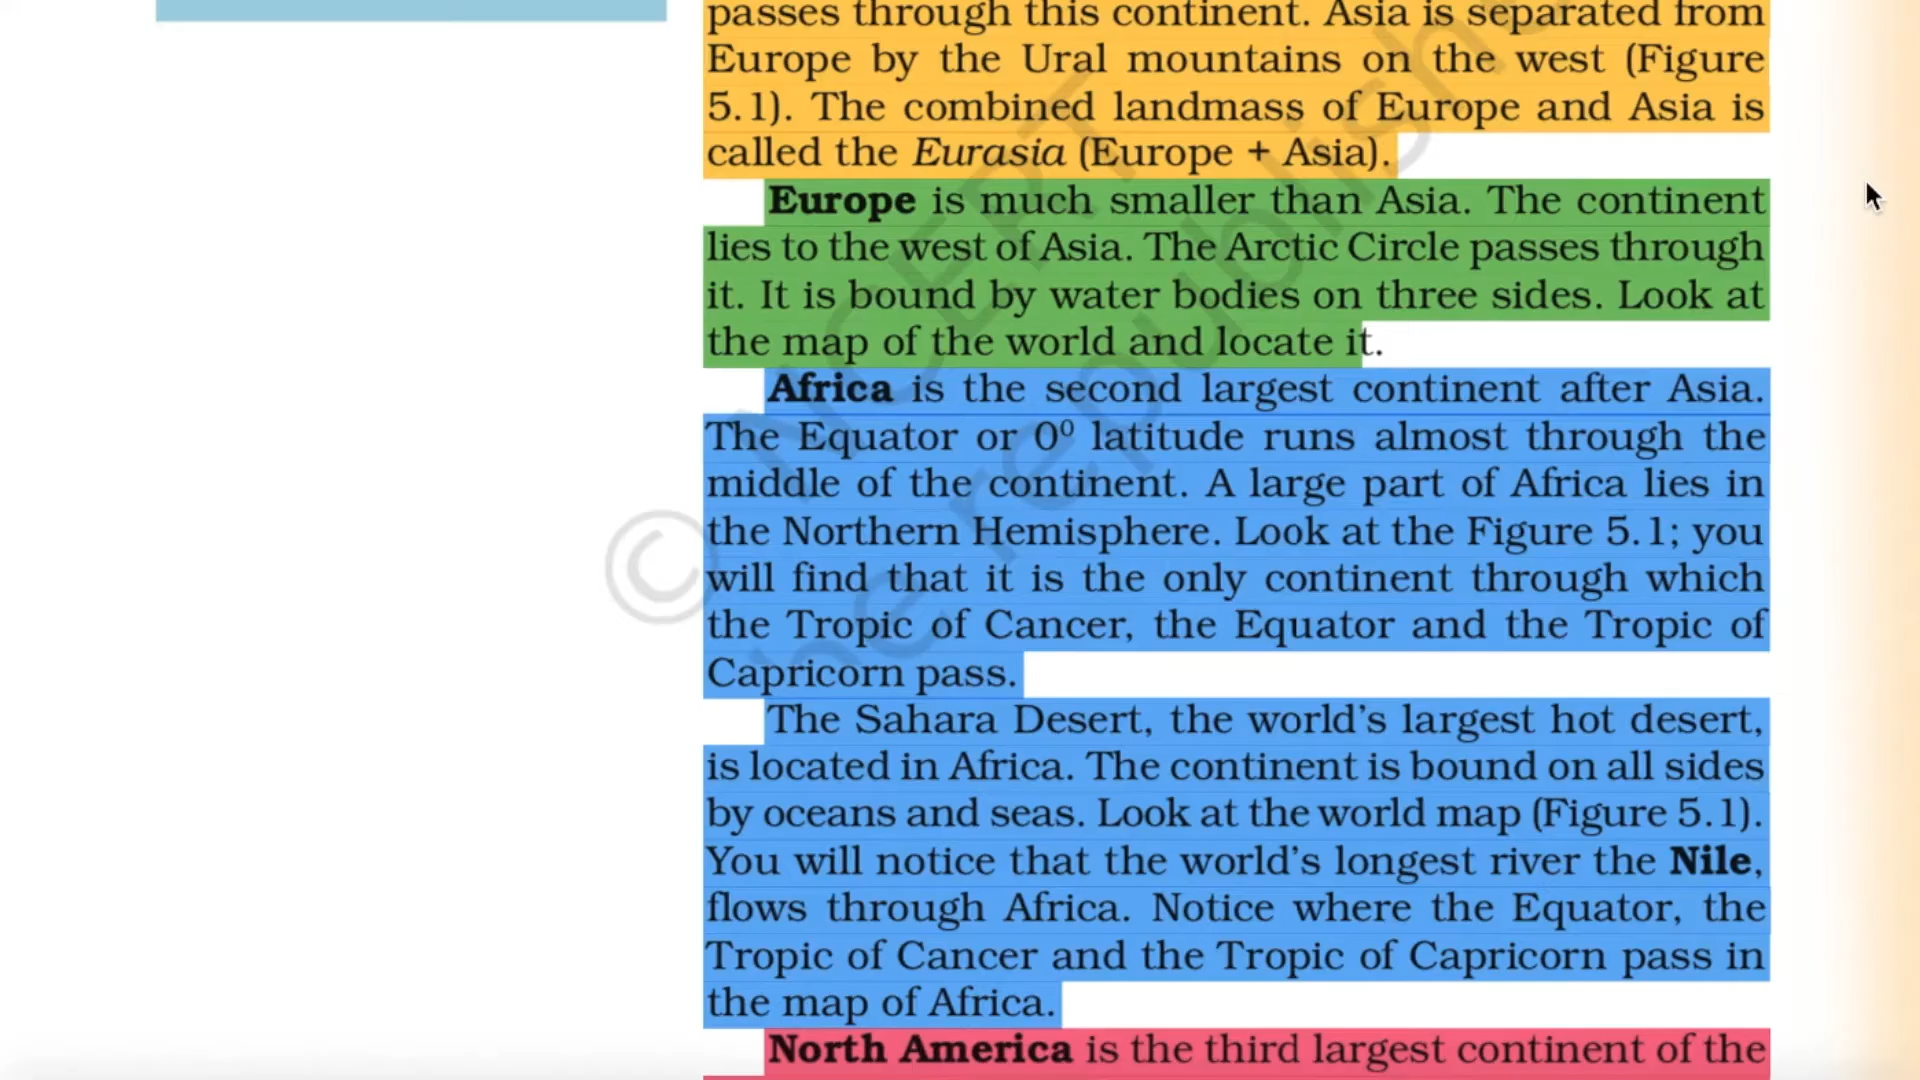 passes through this continent. Asia is separated from
Europe by the Ural mountains on the west (Figure
5.1). The combined landmass of Europe and Asia is
called the Eurasia (Europe + Asia).
Europe is much smaller than Asia. The continent
lies to the west of Asia. The Arctic Circle passes through
it. It is bound by water bodies on three sides. Look at
the map of the world and locate it.
Africa is the second largest continent after Asia.
The Equator or 0⁰ latitude runs almost through the
middle of the continent. A large part of Africa lies in
the Northern Hemisphere. Look at the Figure 5.1; you
will find that it is the only continent through which
the Tropic of Cancer, the Equator and the Tropic of
Capricorn pass.
The Sahara Desert, the world’s largest hot desert,
is located in Africa. The continent is bound on all sides
by oceans and seas. Look at the world map (Figure 5.1).
You will notice that the world’s longest river the Nile,
flows through Africa. Notice where the Equator, the
Tropic of Cancer and the Tropic of Capricorn pass in
the map of Africa.
North America is the third largest continent of the
© NCERT